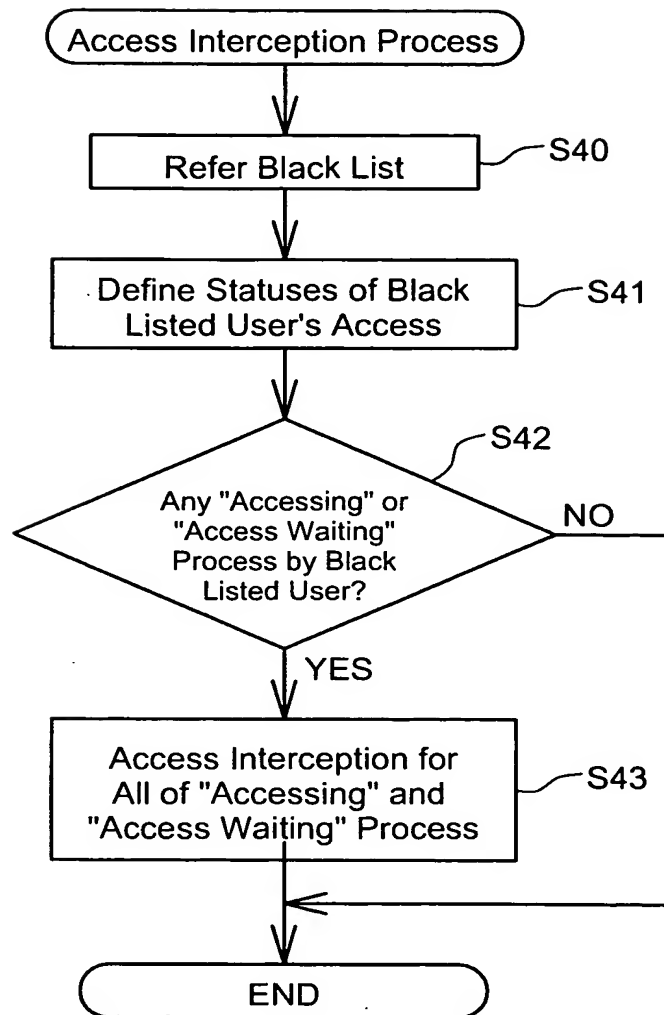 Access Interception Process
Refer Black List
S40
Define Statuses of Black
Listed User's Access
S41
S42
Any "Accessing" or
"Access Waiting"
Process by Black
Listed User?
NO
YES
Access Interception for
All of "Accessing" and
"Access Waiting" Process
S43
END